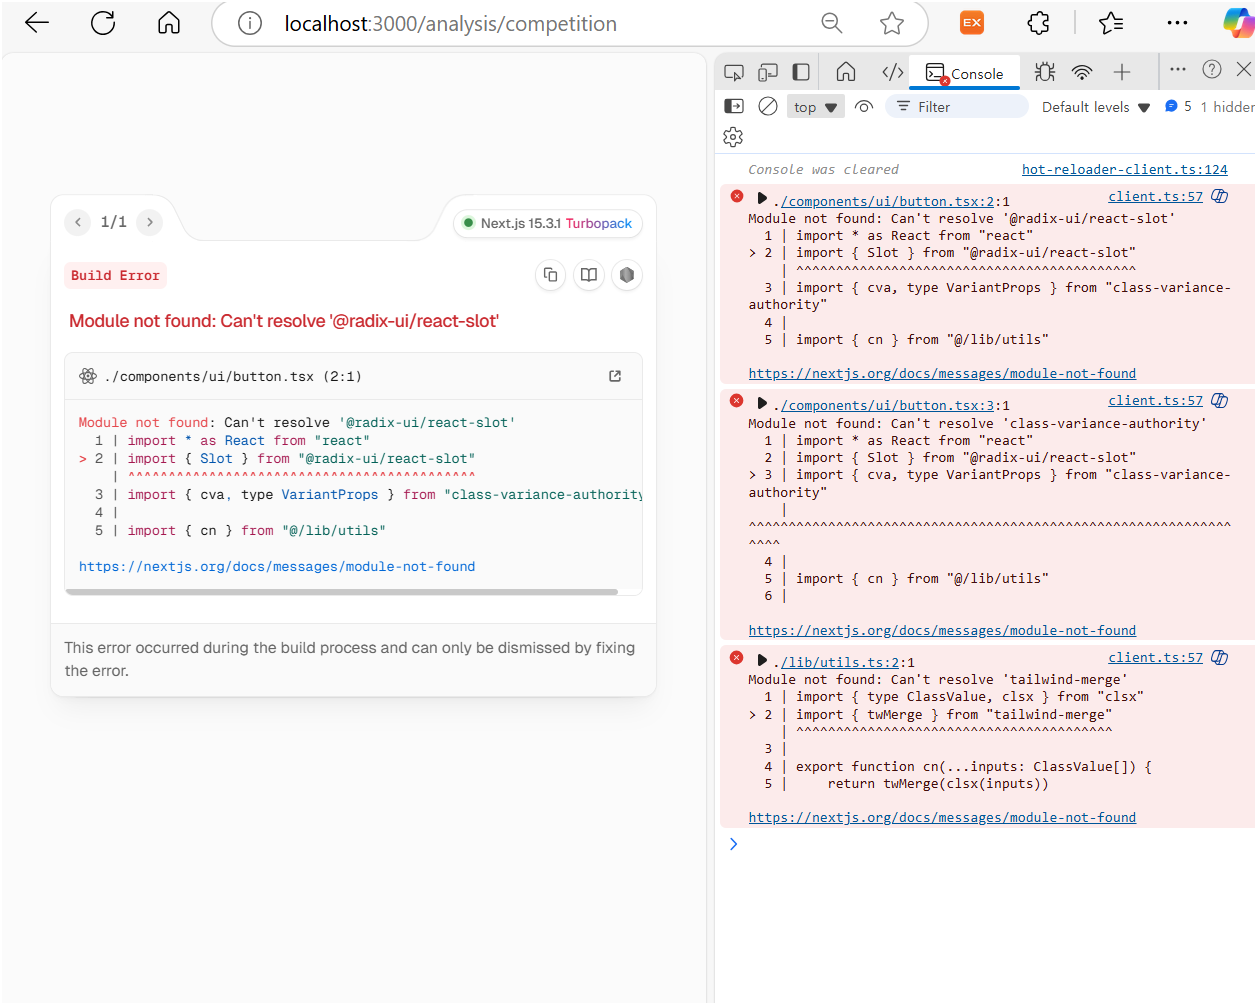 localhost:3000/analysis/competition
EX
1/1
Next.js 15.3.1 Turbopack
Build Error
Module not found: Can't resolve '@radix-ui/react-slot'
./components/ui/button.tsx (2:1)
Module not found: Can't resolve '@radix-ui/react-slot'
1 | import * as React from "react"
> 2 | import { Slot } from "@radix-ui/react-slot"
| ^^^^^^^^^^^^^^^^^^^^^^^^^^^^^^^^^^^^^^^^^^^
3 | import { cva, type VariantProps } from "class-variance-authority
4 |
5 | import { cn } from "@/lib/utils"
https://nextjs.org/docs/messages/module-not-found
This error occurred during the build process and can only be dismissed by fixing
the error.
Console
top
Filter
Default levels
5
1 hidden
Console was cleared
hot-reloader-client.ts:124
./components/ui/button.tsx:2:1
client.ts:57
Module not found: Can't resolve '@radix-ui/react-slot'
1 | import * as React from "react"
> 2 | import { Slot } from "@radix-ui/react-slot"
| ^^^^^^^^^^^^^^^^^^^^^^^^^^^^^^^^^^^^^^^^^^^
3 | import { cva, type VariantProps } from "class-variance-
authority"
4 |
5 | import { cn } from "@/lib/utils"
https://nextjs.org/docs/messages/module-not-found
./components/ui/button.tsx:3:1
client.ts:57
Module not found: Can't resolve 'class-variance-authority'
1 | import * as React from "react"
2 | import { Slot } from "@radix-ui/react-slot"
> 3 | import { cva, type VariantProps } from "class-variance-
authority"
|
^^^^^^^^^^^^^^^^^^^^^^^^^^^^^^^^^^^^^^^^^^^^^^^^^^^^^^^^^^^^^
^^^^
4 |
5 | import { cn } from "@/lib/utils"
6 |
https://nextjs.org/docs/messages/module-not-found
./lib/utils.ts:2:1
client.ts:57
Module not found: Can't resolve 'tailwind-merge'
1 | import { type ClassValue, clsx } from "clsx"
> 2 | import { twMerge } from "tailwind-merge"
| ^^^^^^^^^^^^^^^^^^^^^^^^^^^^^^^^^^^^^^^^
3 |
4 | export function cn(...inputs: ClassValue[]) {
5 | return twMerge(clsx(inputs))
https://nextjs.org/docs/messages/module-not-found